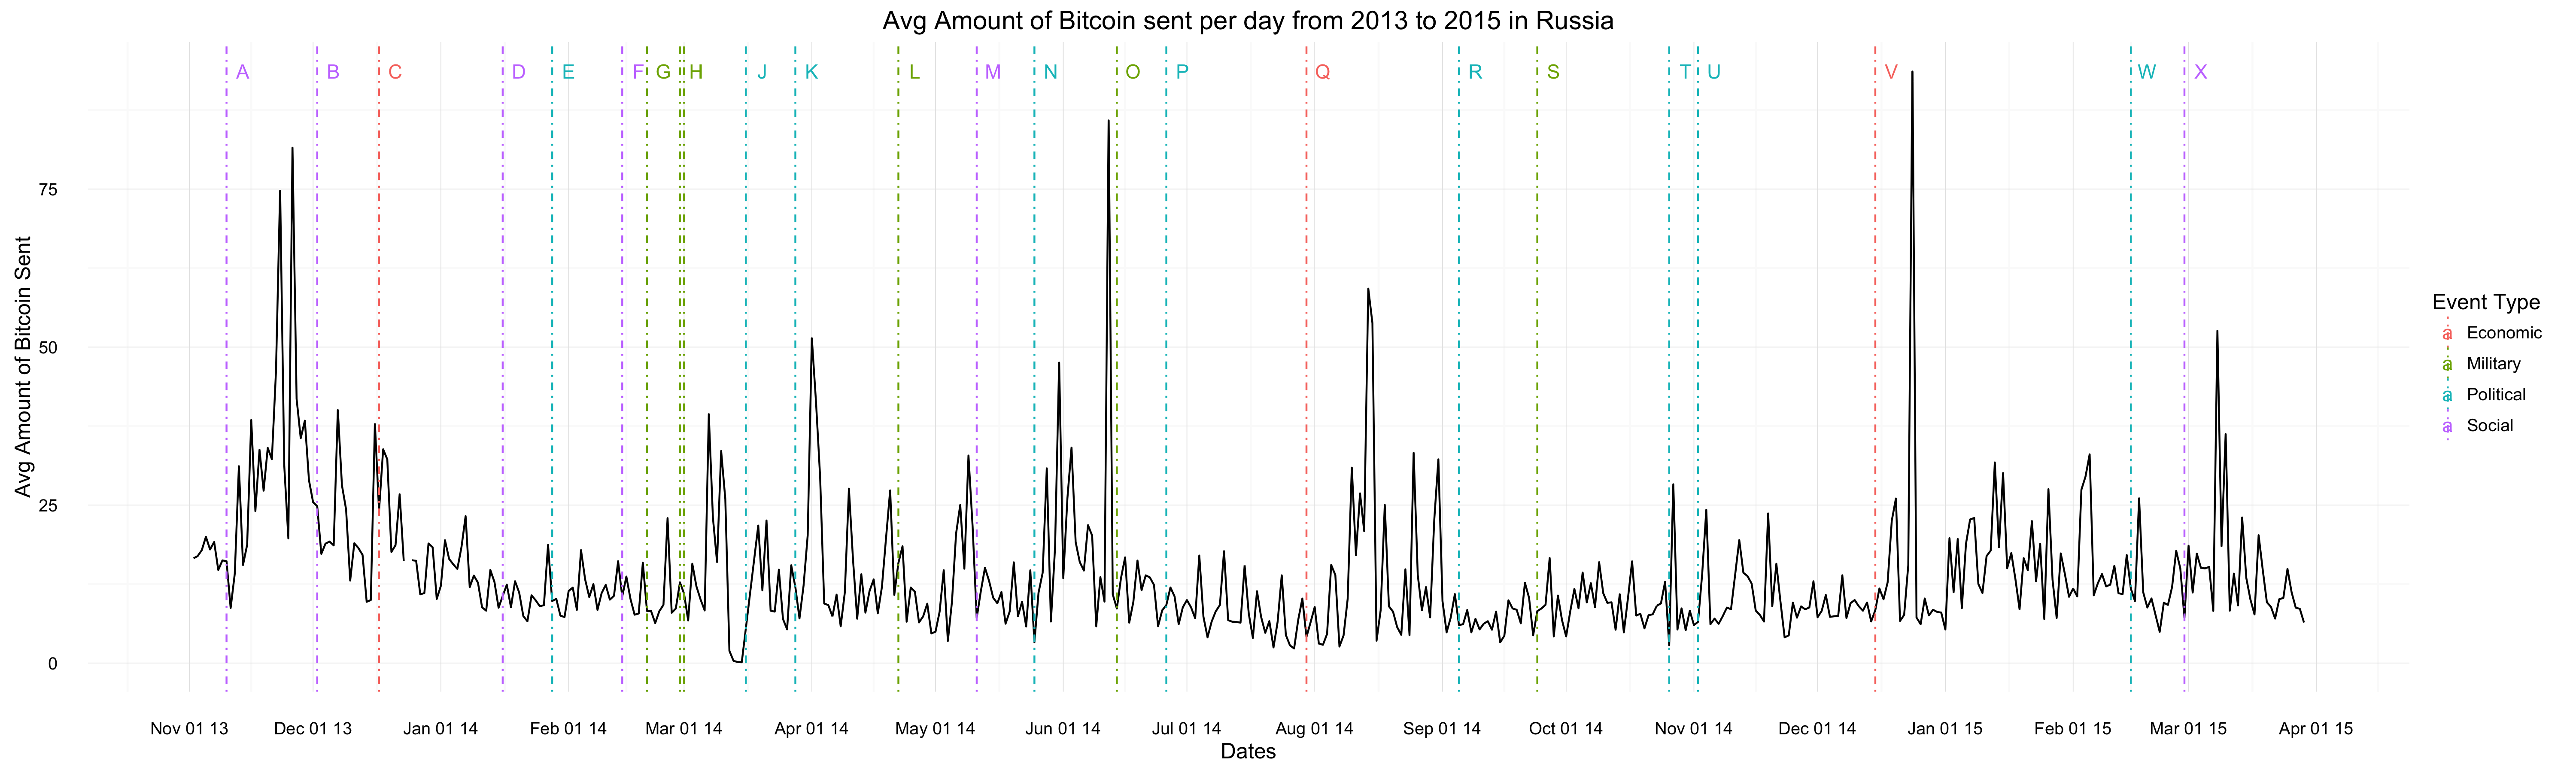 Avg Amount of Bitcoin sent per day from 2013 to 2015 in Russia
A B C D E F G H J K L M N O P Q R S T U V W X
75
50
25
0
Avg Amount of Bitcoin Sent
Nov 01 13 Dec 01 13 Jan 01 14 Feb 01 14 Mar 01 14 Apr 01 14 May 01 14 Jun 01 14 Jul 01 14 Aug 01 14 Sep 01 14 Oct 01 14 Nov 01 14 Dec 01 14 Jan 01 15 Feb 01 15 Mar 01 15 Apr 01 15
Dates
Event Type
a Economic
a Military
a Political
a Social